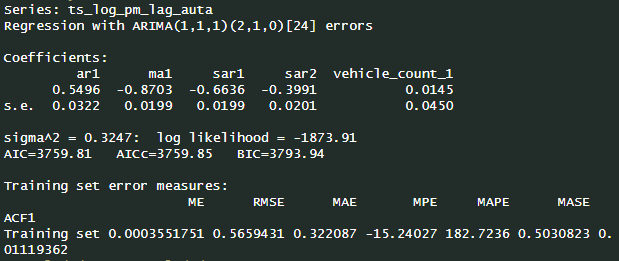 Series: ts_log_pm_lag_auta
Regression with ARIMA(1,1,1)(2,1,0)[24] errors
Coefficients:
ar1 ma1 sar1 sar2 vehicle_count_1
0.5496 -0.8703 -0.6636 -0.3991 0.0145
s.e. 0.0322 0.0199 0.0199 0.0201 0.0450
sigma^2 = 0.3247: log likelihood = -1873.91
AIC=3759.81 AICc=3759.85 BIC=3793.94
Training set error measures:
ME RMSE MAE MPE MAPE MASE
ACF1
Training set 0.0003551751 0.5659431 0.322087 -15.24027 182.7236 0.5030823 0.
01119362